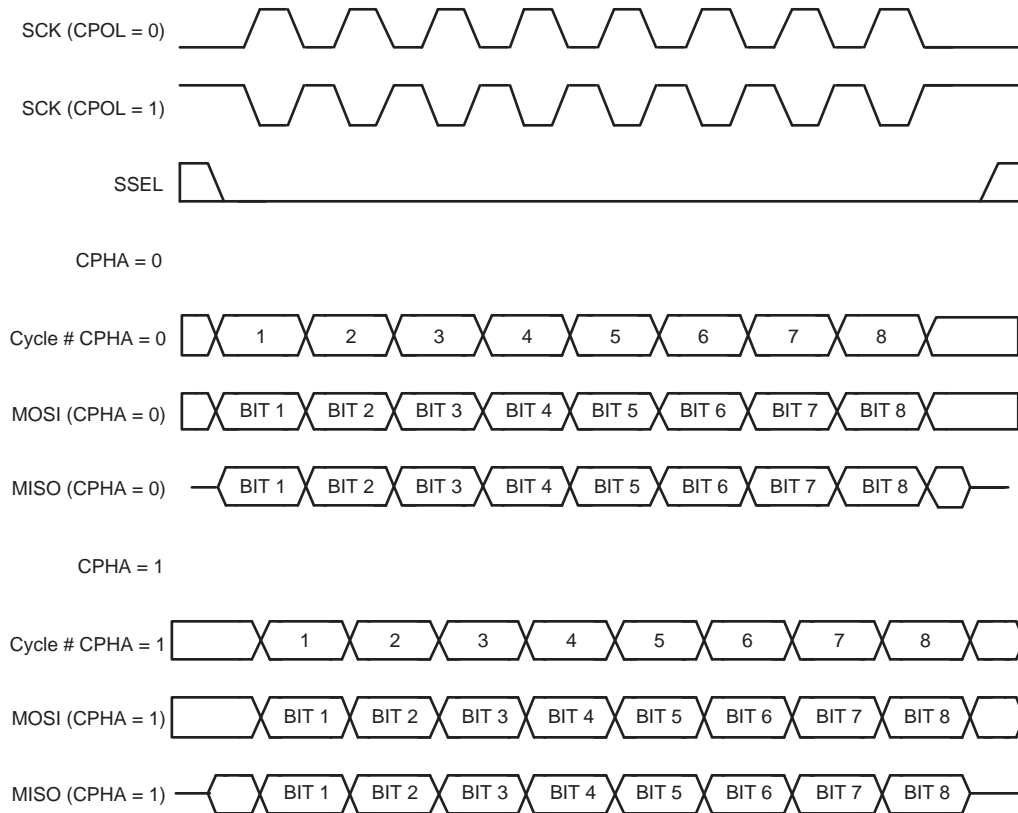 SCK (CPOL = 0)
SCK (CPOL = 1)
SSEL
CPHA = 0
Cycle # CPHA = 0 1 2 3 4 5 6 7 8
MOSI (CPHA = 0) BIT 1 BIT 2 BIT 3 BIT 4 BIT 5 BIT 6 BIT 7 BIT 8
MISO (CPHA = 0) BIT 1 BIT 2 BIT 3 BIT 4 BIT 5 BIT 6 BIT 7 BIT 8
CPHA = 1
Cycle # CPHA = 1 1 2 3 4 5 6 7 8
MOSI (CPHA = 1) BIT 1 BIT 2 BIT 3 BIT 4 BIT 5 BIT 6 BIT 7 BIT 8
MISO (CPHA = 1) BIT 1 BIT 2 BIT 3 BIT 4 BIT 5 BIT 6 BIT 7 BIT 8